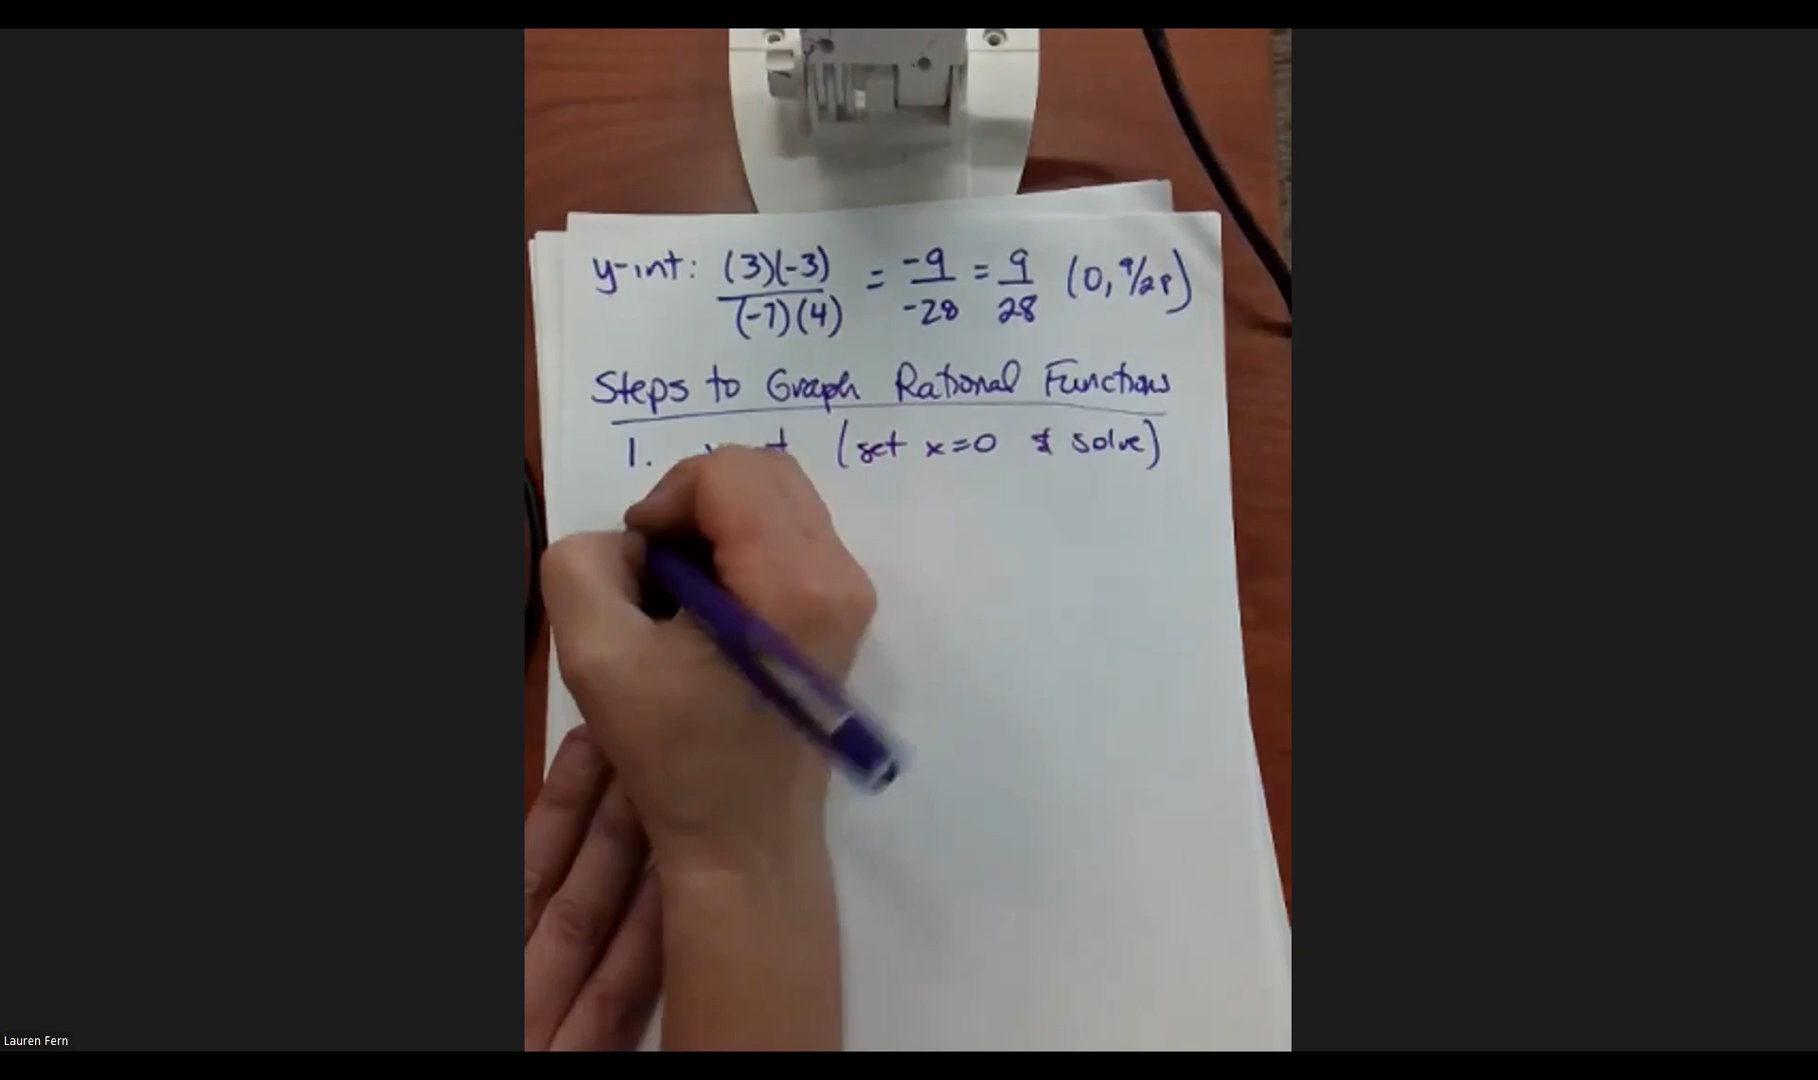 y-int: (3)(-3) / (-7)(4) = -9 / -28 = 9 / 28 (0, 9/28)
Steps to Graph Rational Functions
1. (set x=0 & solve)
Lauren Fern